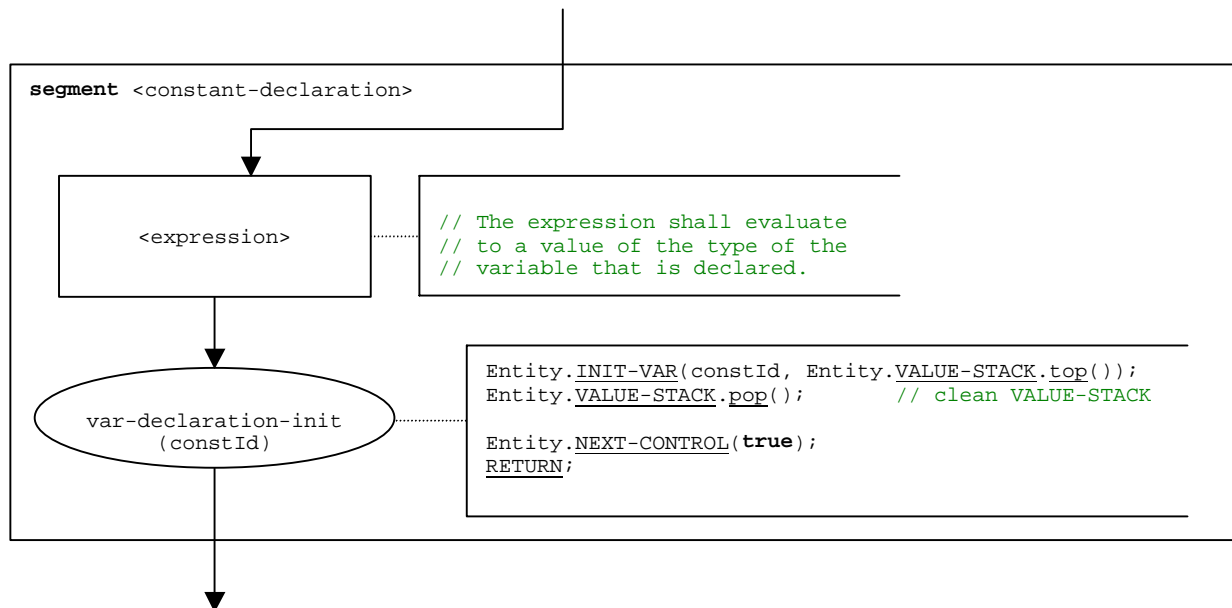 segment <constant-declaration>
<expression>
// The expression shall evaluate
// to a value of the type of the
// variable that is declared.
var-declaration-init
(constId)
Entity.INIT-VAR(constId, Entity.VALUE-STACK.top());
Entity.VALUE-STACK.pop(); // clean VALUE-STACK
Entity.NEXT-CONTROL(true);
RETURN;